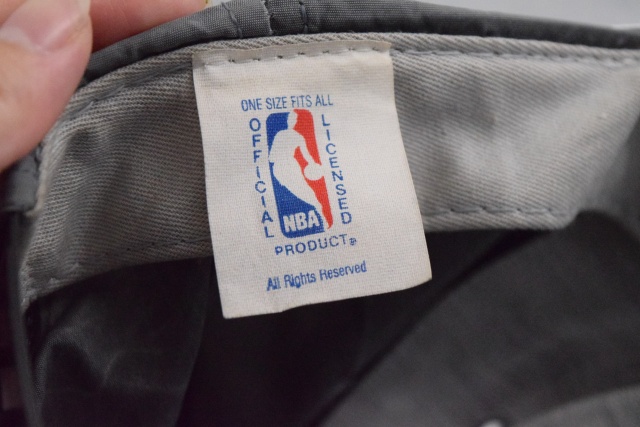 ONE SIZE FITS ALL
OFFICIAL
LICENSED
NBA
PRODUCT®
All Rights Reserved